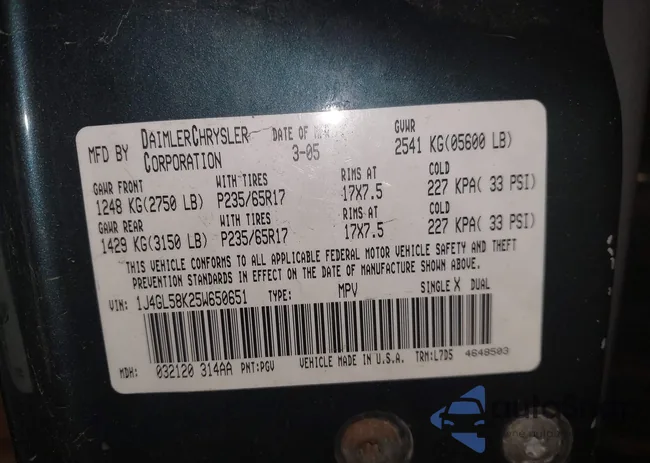 MFD BY DAIMLERCHRYSLER CORPORATION DATE OF MFR 3-05 GVWR 2541 KG(05600 LB)
GAWR FRONT WITH TIRES RIMS AT COLD
1248 KG(2750 LB) P235/65R17 17X7.5 227 KPA( 33 PSI)
GAWR REAR WITH TIRES RIMS AT COLD
1429 KG(3150 LB) P235/65R17 17X7.5 227 KPA( 33 PSI)
THIS VEHICLE CONFORMS TO ALL APPLICABLE FEDERAL MOTOR VEHICLE SAFETY AND THEFT
PREVENTION STANDARDS IN EFFECT ON THE DATE OF MANUFACTURE SHOWN ABOVE.
VIN: 1J4GL58K25W650651 TYPE: MPV SINGLE X DUAL
MDH: 032120 314AA PNT:PGV VEHICLE MADE IN U.S.A. TRM:L7D5 4648503